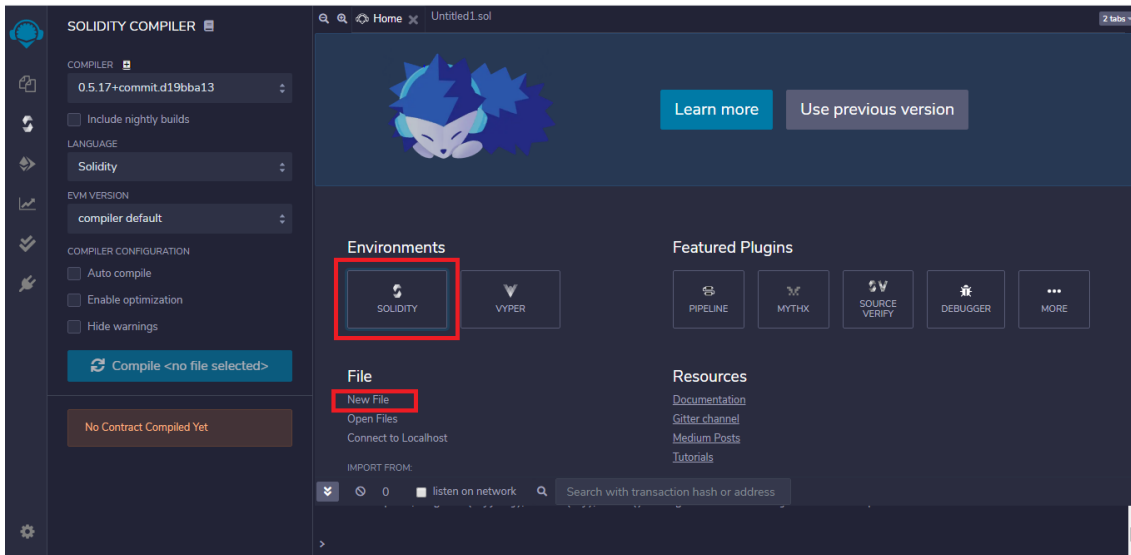 SOLIDITY COMPILER
COMPILER
0.5.17+commit.d19bba13
Include nightly builds
LANGUAGE
Solidity
EVM VERSION
compiler default
COMPILER CONFIGURATION
Auto compile
Enable optimization
Hide warnings
Compile <no file selected>
No Contract Compiled Yet
Home
Untitled1.sol
2 tabs
Learn more
Use previous version
Environments
SOLIDITY
VYPER
Featured Plugins
PIPELINE
MYTHX
SOURCE
VERIFY
DEBUGGER
MORE
File
New File
Open Files
Connect to Localhost
IMPORT FROM:
Resources
Documentation
Gitter channel
Medium Posts
Tutorials
0
listen on network
Search with transaction hash or address
>